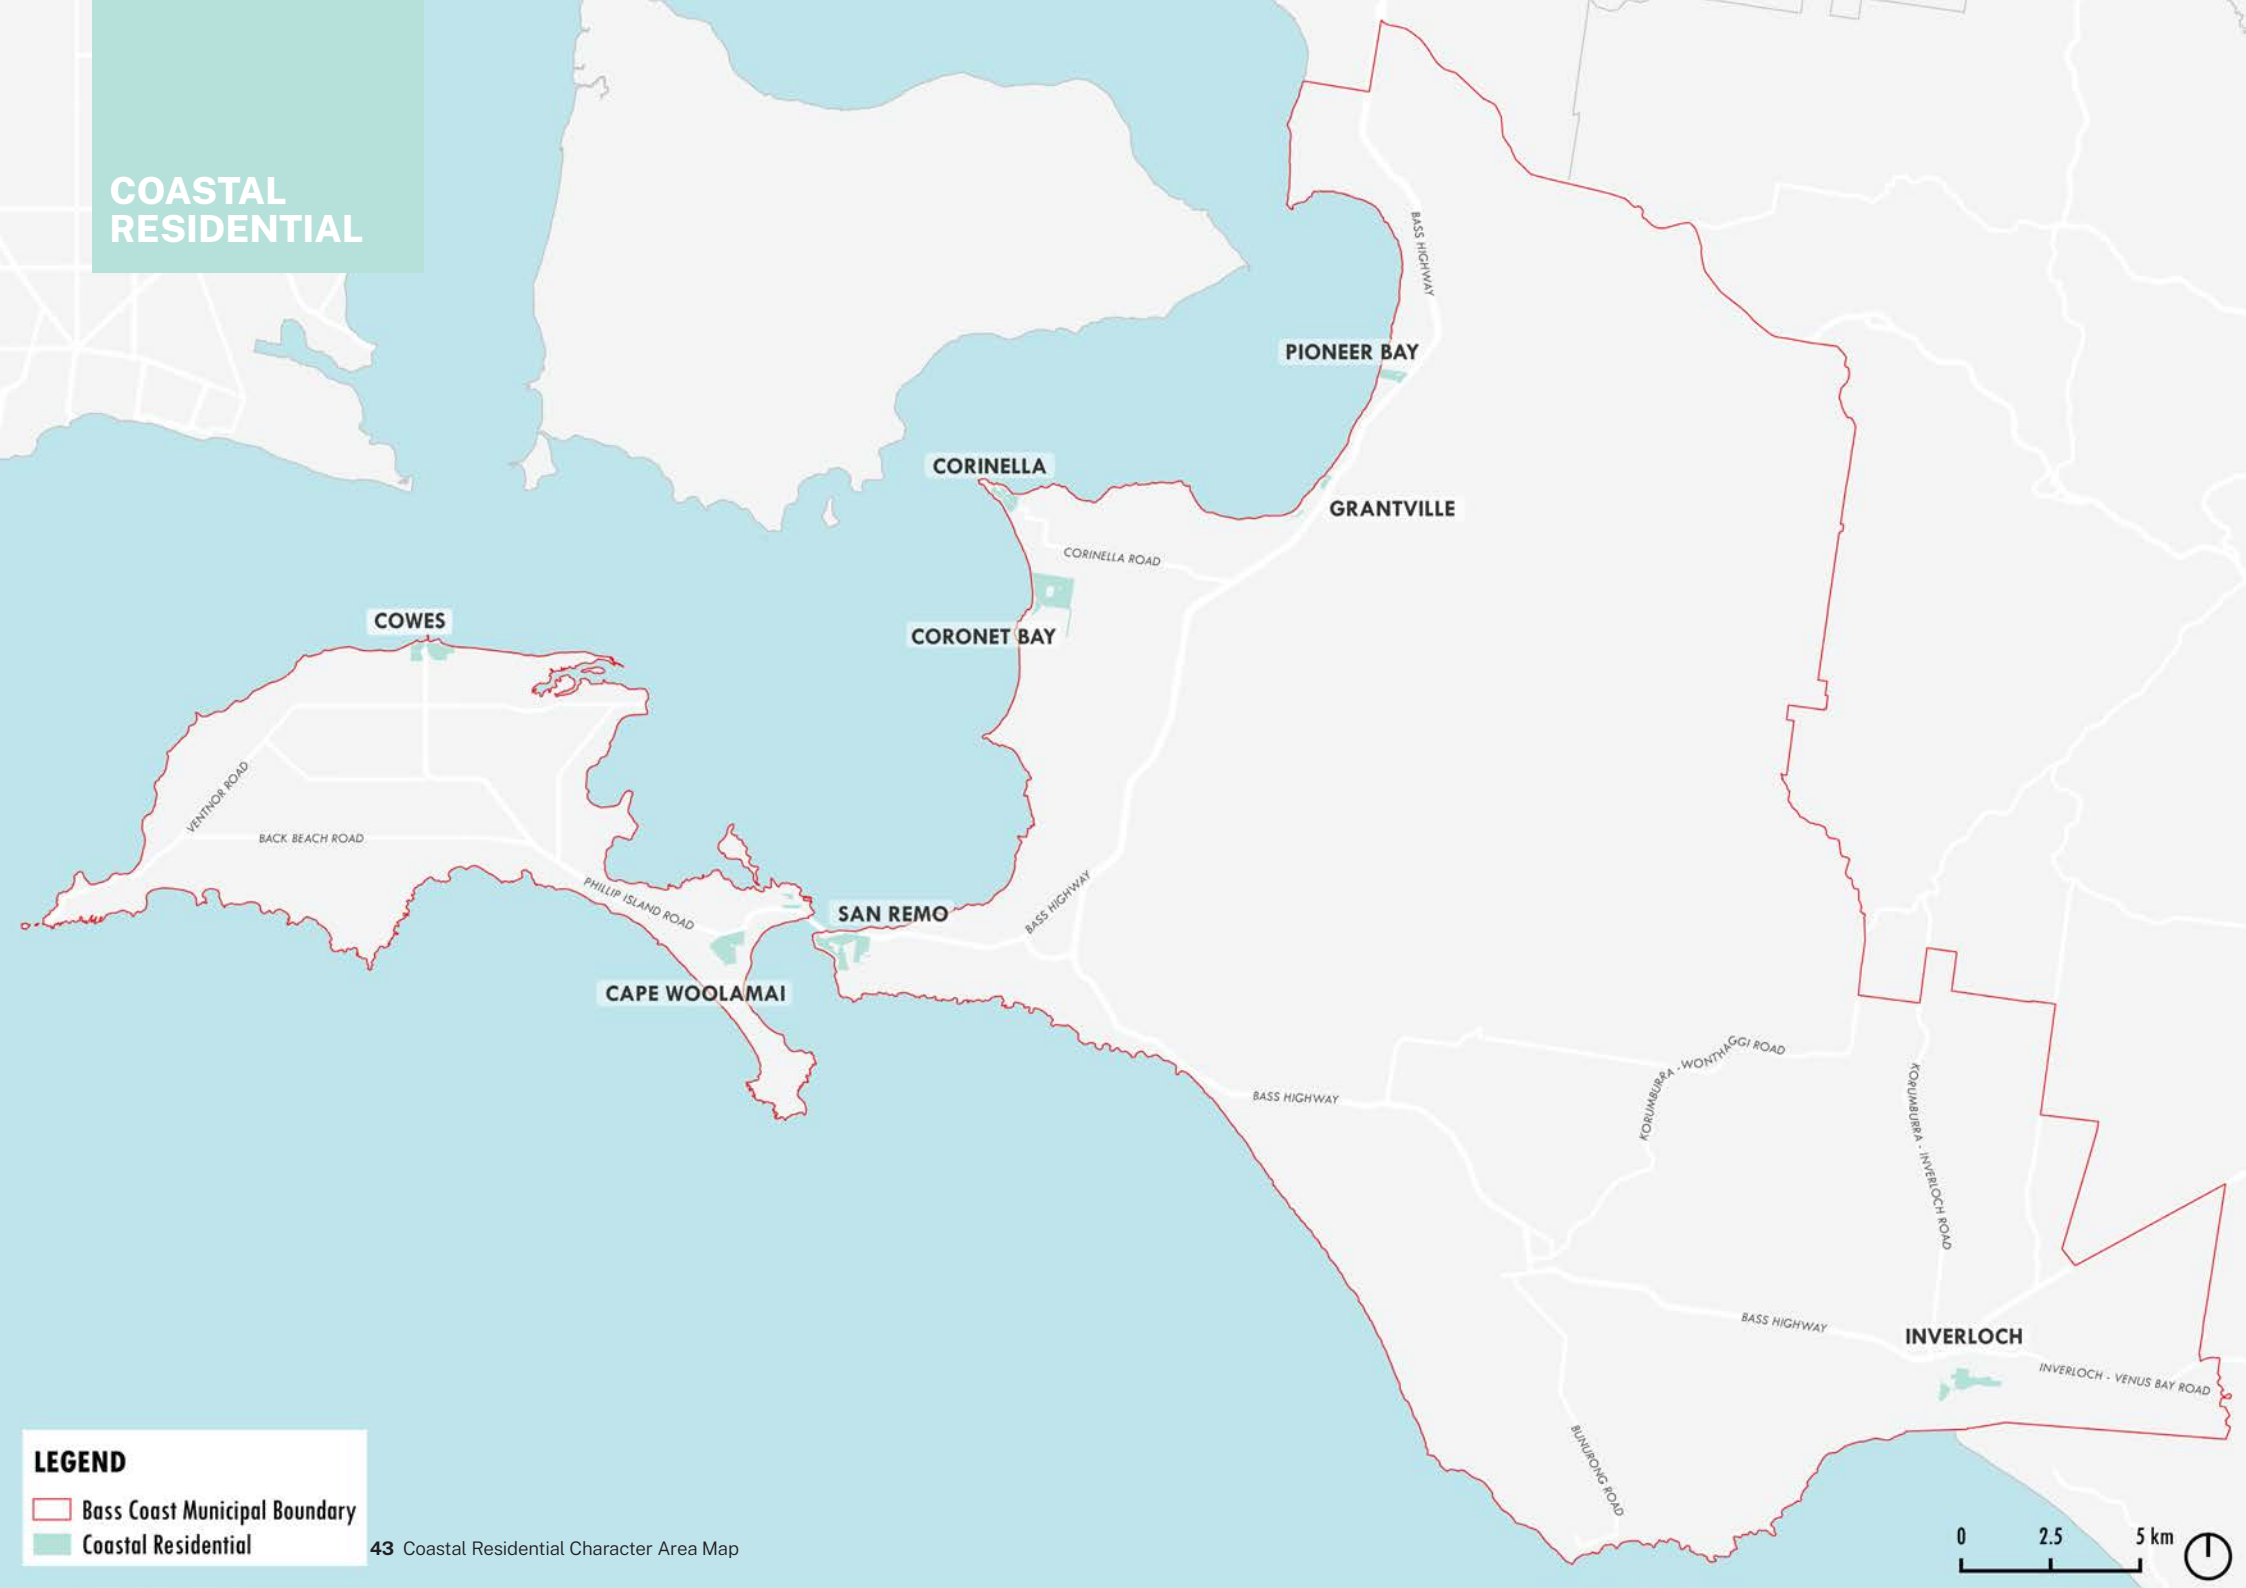 COASTAL
RESIDENTIAL
BASS HIGHWAY
PIONEER BAY
CORINELLA
GRANTVILLE
CORINELLA ROAD
COWES
CORONET BAY
VENTNOR ROAD
BACK BEACH ROAD
PHILLIP ISLAND ROAD
SAN REMO
BASS HIGHWAY
CAPE WOOLAMAI
KORUMBURRA - WONTHAGGI ROAD
BASS HIGHWAY
KORUMBURRA - INVERLOCH ROAD
BASS HIGHWAY
INVERLOCH
INVERLOCH - VENUS BAY ROAD
BUNURONG ROAD
LEGEND
Bass Coast Municipal Boundary
Coastal Residential
43 Coastal Residential Character Area Map
0 2.5 5 km